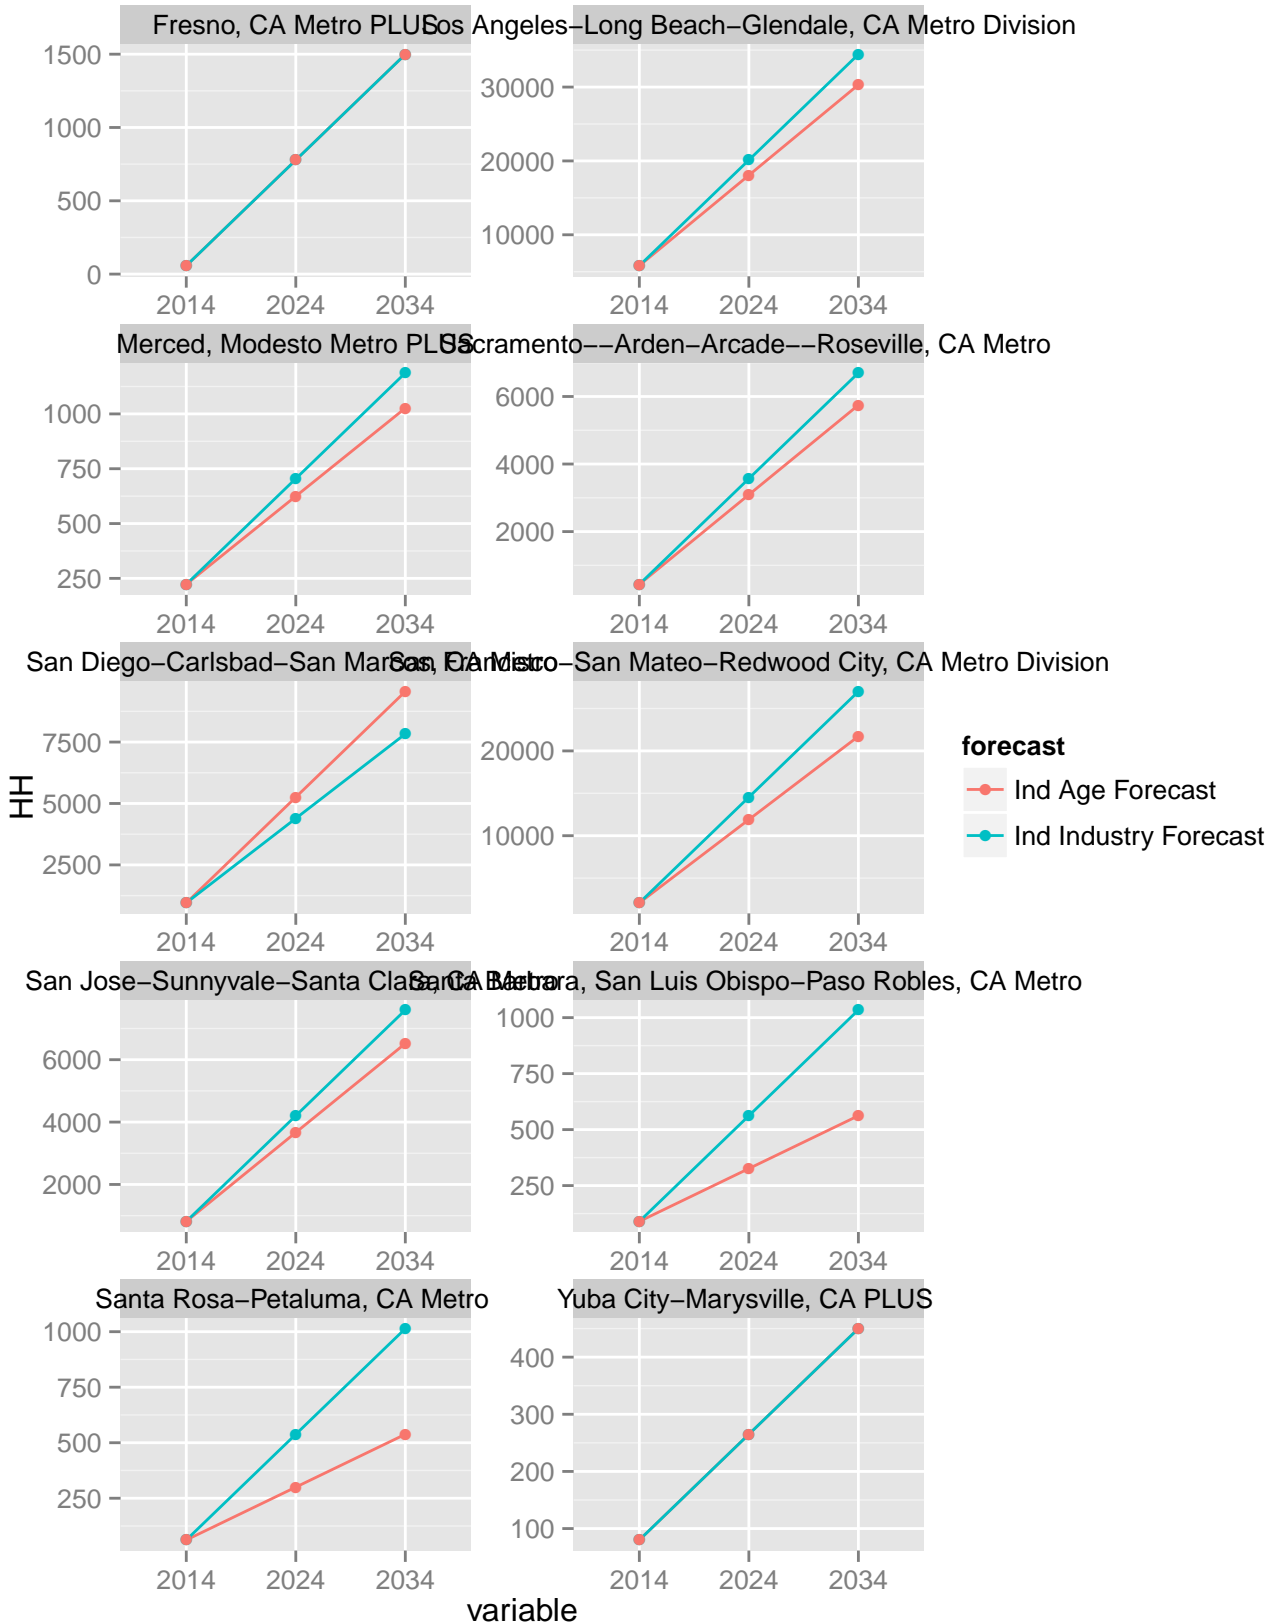 Fresno, CA Metro PLUS
Los Angeles−Long Beach−Glendale, CA Metro Division
1500
1000
500
0
30000
20000
10000
2014 2024 2034
2014 2024 2034
Merced, Modesto Metro PLUS
Sacramento−−Arden−Arcade−−Roseville, CA Metro
1000
750
500
250
6000
4000
2000
2014 2024 2034
2014 2024 2034
San Diego−Carlsbad−San Marcos, CA Metro
San Francisco−San Mateo−Redwood City, CA Metro Division
7500
5000
2500
20000
10000
2014 2024 2034
2014 2024 2034
San Jose−Sunnyvale−Santa Clara, CA Metro
Santa Barbara, San Luis Obispo−Paso Robles, CA Metro
6000
4000
2000
1000
750
500
250
2014 2024 2034
2014 2024 2034
Santa Rosa−Petaluma, CA Metro
Yuba City−Marysville, CA PLUS
1000
750
500
250
400
300
200
100
2014 2024 2034
2014 2024 2034
HH
variable
forecast
Ind Age Forecast
Ind Industry Forecast